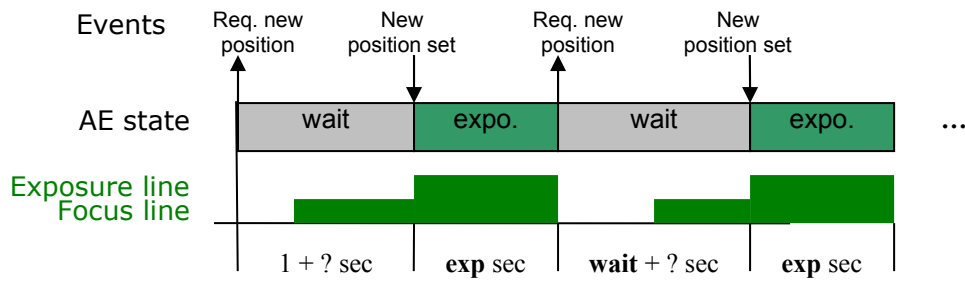 Events
Req. new
position
New
position set
Req. new
position
New
position set
AE state
wait
expo.
wait
expo.
...
Exposure line
Focus line
1 + ? sec
exp sec
wait + ? sec
exp sec